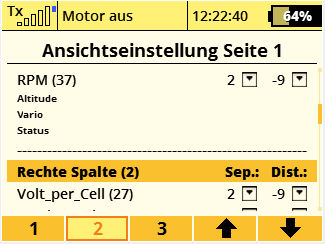 Tx Motor aus 12:22:40 64%
Ansichtseinstellung Seite 1
RPM (37) 2 -9
Altitude
Vario
Status
Rechte Spalte (2) Sep.: Dist.:
Volt_per_Cell (27) 2 -9
1 2 3